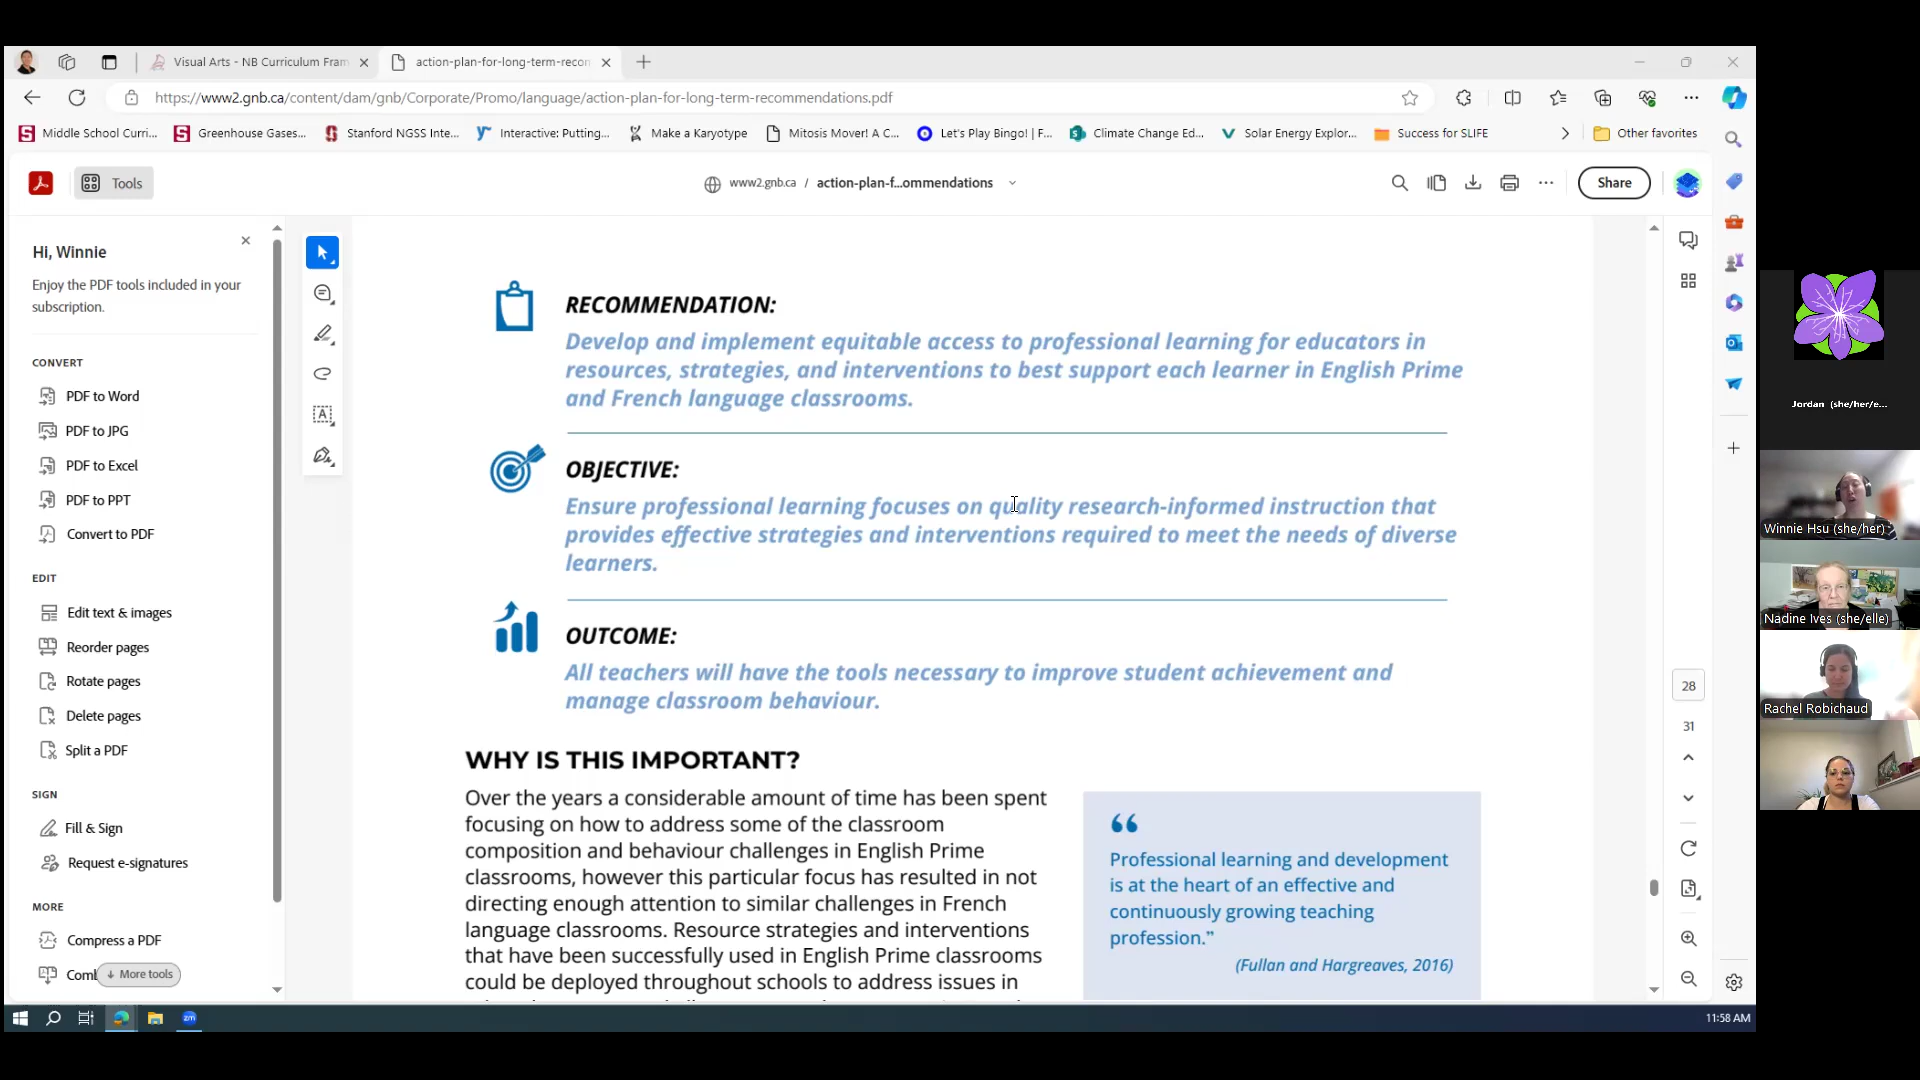 Visual Arts - NB Curriculum Fram
action-plan-for-long-term-recon
https://www2.gnb.ca/content/dam/gnb/Corporate/Promo/language/action-plan-for-long-term-recommendations.pdf
Middle School Curri...
Greenhouse Gases...
Stanford NGSS Inte...
Interactive: Putting...
Make a Karyotype
Mitosis Mover! A C...
Let's Play Bingo! | F...
Climate Change Ed...
Solar Energy Explor...
Success for SLIFE
Other favorites
Tools
www2.gnb.ca / action-plan-f...ommendations
Share
Hi, Winnie
Enjoy the PDF tools included in your
subscription.
CONVERT
PDF to Word
PDF to JPG
PDF to Excel
PDF to PPT
Convert to PDF
EDIT
Edit text & images
Reorder pages
Rotate pages
Delete pages
Split a PDF
SIGN
Fill & Sign
Request e-signatures
MORE
Compress a PDF
More tools
RECOMMENDATION:
Develop and implement equitable access to professional learning for educators in
resources, strategies, and interventions to best support each learner in English Prime
and French language classrooms.
OBJECTIVE:
Ensure professional learning focuses on quality research-informed instruction that
provides effective strategies and interventions required to meet the needs of diverse
learners.
OUTCOME:
All teachers will have the tools necessary to improve student achievement and
manage classroom behaviour.
WHY IS THIS IMPORTANT?
Over the years a considerable amount of time has been spent
focusing on how to address some of the classroom
composition and behaviour challenges in English Prime
classrooms, however this particular focus has resulted in not
directing enough attention to similar challenges in French
language classrooms. Resource strategies and interventions
that have been successfully used in English Prime classrooms
could be deployed throughout schools to address issues in
“
Professional learning and development
is at the heart of an effective and
continuously growing teaching
profession.”
(Fullan and Hargreaves, 2016)
28
31
Jordan (she/her/e...
Winnie Hsu (she/her)
Nadine Ives (she/elle)
Rachel Robichaud
zm
11:58 AM